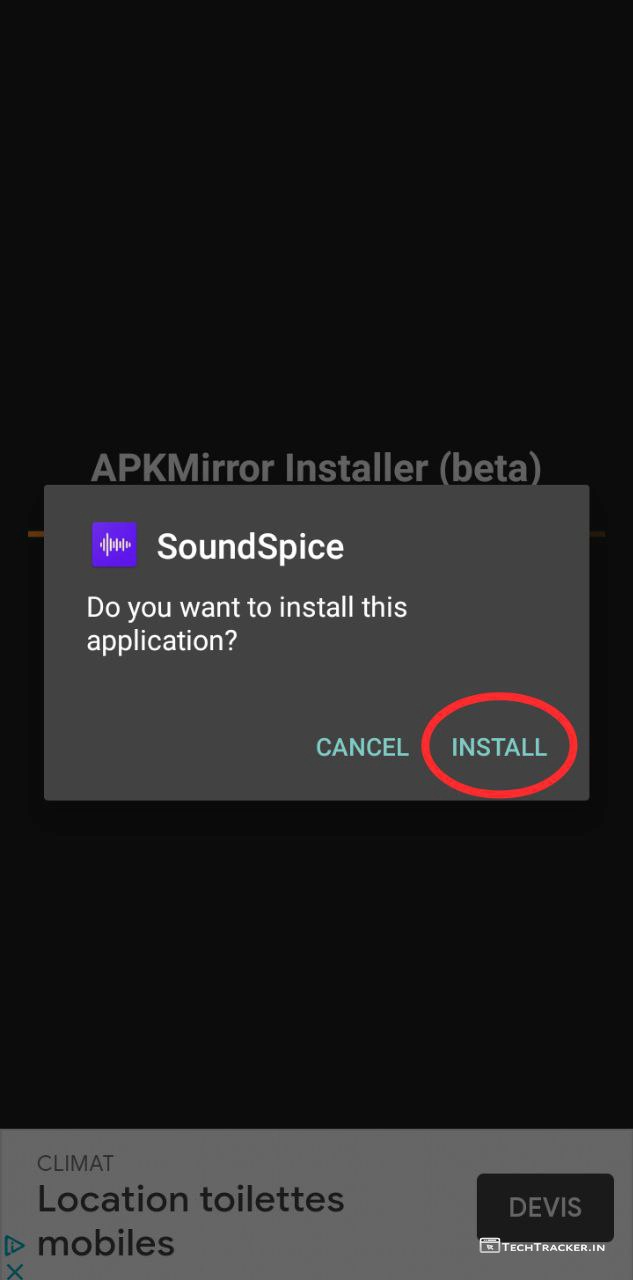 APKMirror Installer (beta)
SoundSpice
Do you want to install this
application?
CANCEL INSTALL
CLIMAT
Location toilettes
mobiles
DEVIS
TECHTRACKER.IN